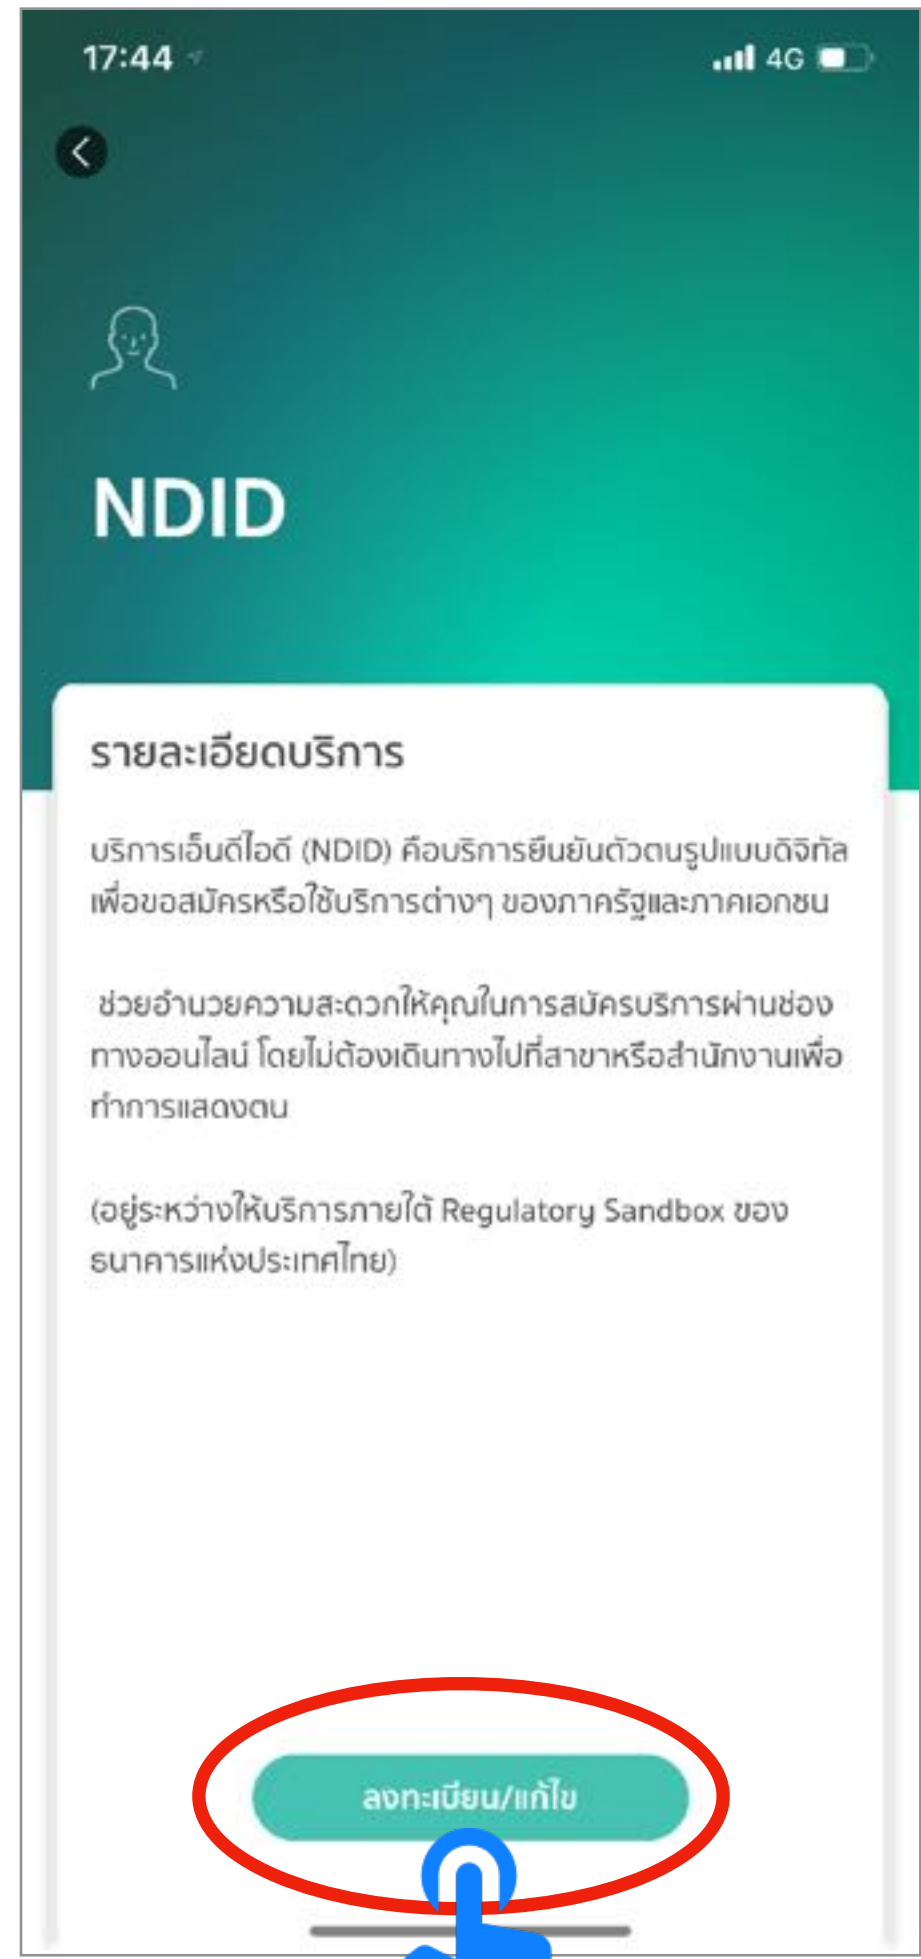 17:44
4G
NDID
รายละเอียดบริการ
บริการเอ็นดีไอดี (NDID) คือบริการยืนยันตัวตนรูปแบบดิจิทัล
เพื่อขอสมัครหรือใช้บริการต่างๆ ของภาครัฐและภาคเอกชน
ช่วยอำนวยความสะดวกให้คุณในการสมัครบริการผ่านช่อง
ทางออนไลน์ โดยไม่ต้องเดินทางไปที่สาขาหรือสำนักงานเพื่อ
ทำการแสดงตน
(อยู่ระหว่างให้บริการภายใต้ Regulatory Sandbox ของ
ธนาคารแห่งประเทศไทย)
ลงทะเบียน/แก้ไข